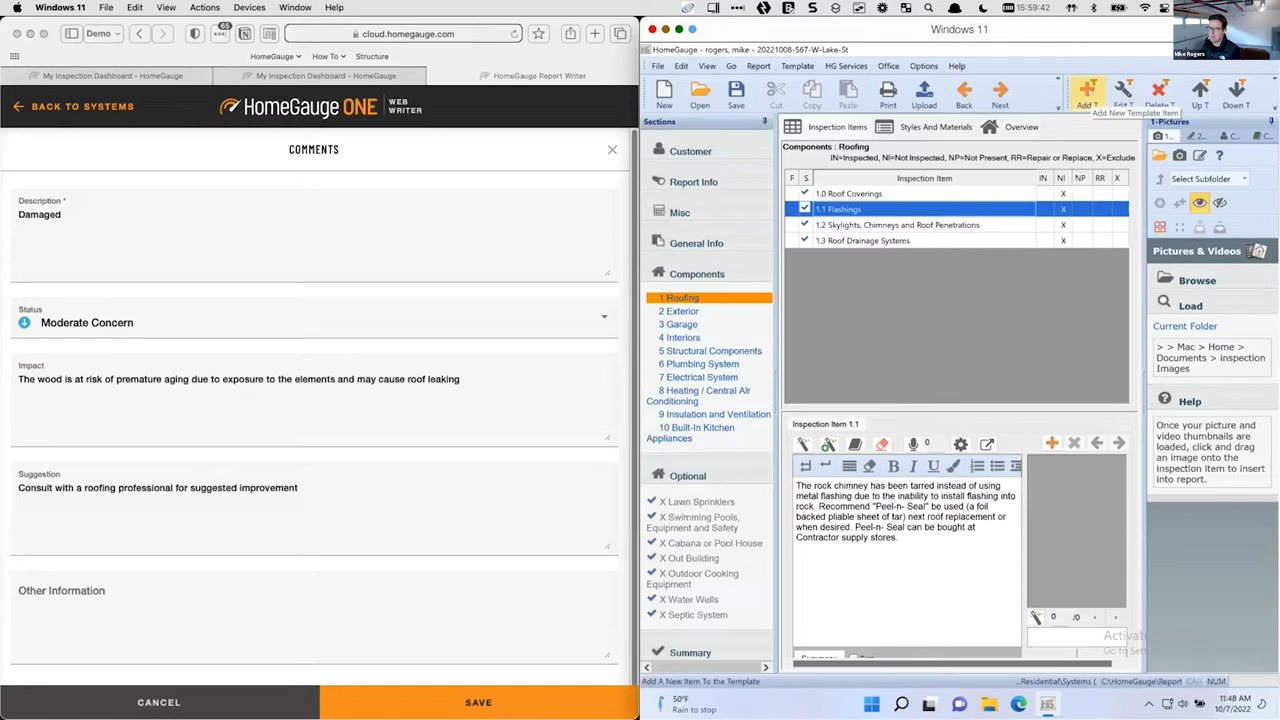 Windows 11 File Edit View Actions Devices Window Help
15:59:42
Mike Rogers
Demo
65
cloud.homegauge.com
HomeGauge How To Structure
My Inspection Dashboard - HomeGauge
My Inspection Dashboard - HomeGauge
HomeGauge Report Writer
BACK TO SYSTEMS
HomeGauge ONE WEB WRITER
COMMENTS
Description *
Damaged
Status
Moderate Concern
Impact
The wood is at risk of premature aging due to exposure to the elements and may cause roof leaking
Suggestion
Consult with a roofing professional for suggested improvement
Other Information
CANCEL
SAVE
Windows 11
HomeGauge - rogers, mike - 20221008-567-W-Lake-St
File Edit View Go Report Template HG Services Office Options Help
New Open Save Cut Copy Paste Print Upload Back Next Add T Edit T Delete T Up T Down T
Add New Template Item
Sections
Customer
Report Info
Misc
General Info
Components
1 Roofing
2 Exterior
3 Garage
4 Interiors
5 Structural Components
6 Plumbing System
7 Electrical System
8 Heating / Central Air
Conditioning
9 Insulation and Ventilation
10 Built-In Kitchen
Appliances
Optional
X Lawn Sprinklers
X Swimming Pools,
Equipment and Safety
X Cabana or Pool House
X Out Building
X Outdoor Cooking
Equipment
X Water Wells
X Septic System
Summary
Inspection Items Styles And Materials Overview
Components : Roofing
IN=Inspected, NI=Not Inspected, NP=Not Present, RR=Repair or Replace, X=Exclude
F S Inspection Item IN NI NP RR X
1.0 Roof Coverings X
1.1 Flashings X
1.2 Skylights, Chimneys and Roof Penetrations X
1.3 Roof Drainage Systems X
Inspection Item 1.1
0
B I U
The rock chimney has been tarred instead of using
metal flashing due to the inability to install flashing into
rock. Recommend "Peel-n- Seal" be used (a foil
backed pliable sheet of tar) next roof replacement or
when desired. Peel-n- Seal can be bought at
Contractor supply stores.
0 /0
1-Pictures
1... 2... C... C...
Select Subfolder
Pictures & Videos
Browse
Load
Current Folder
> > Mac > Home >
Documents > inspection
Images
Help
Once your picture and
video thumbnails are
loaded, click and drag
an image onto the
inspection item to insert
into report.
Add A New Item To the Template
...Residential\Systems ( C:\HomeGauge\Report CAP NUM
50°F
Rain to stop
11:48 AM
10/7/2022